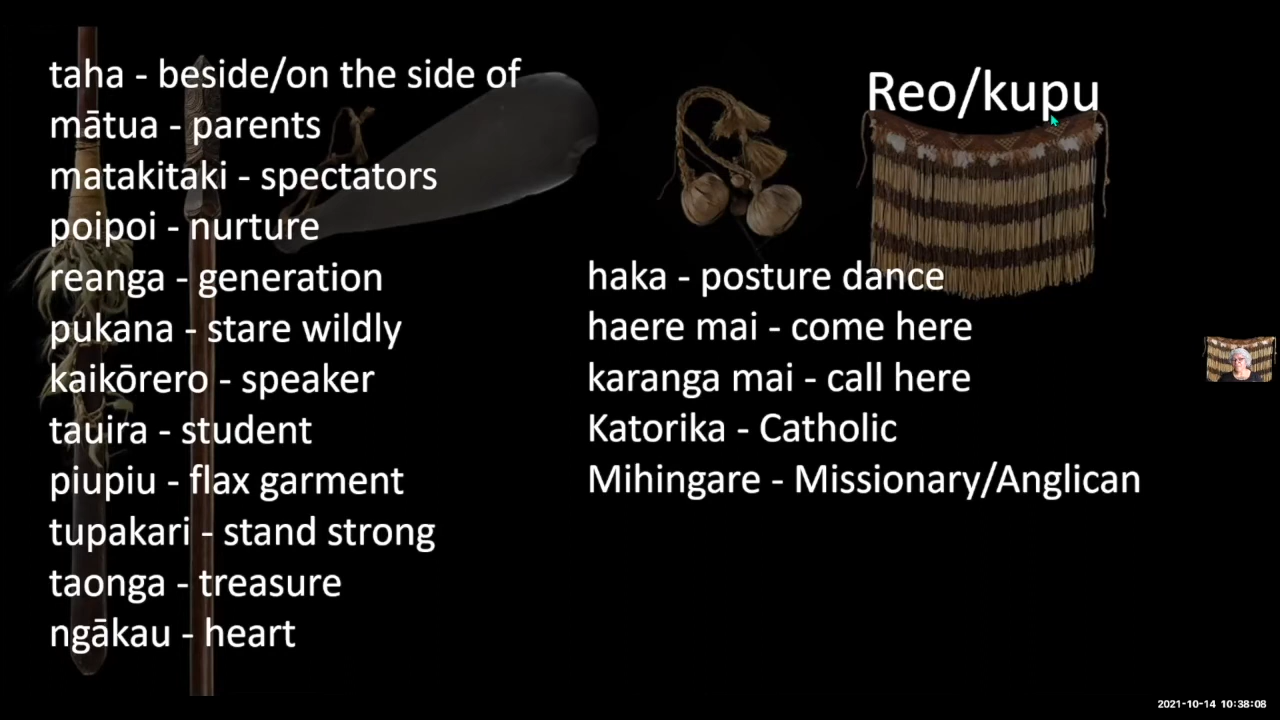 taha - beside/on the side of
mātua - parents
matakitaki - spectators
poipoi - nurture
reanga - generation
pukana - stare wildly
kaikōrero - speaker
tauira - student
piupiu - flax garment
tupakari - stand strong
taonga - treasure
ngākau - heart
Reo/kupu
haka - posture dance
haere mai - come here
karanga mai - call here
Katorika - Catholic
Mihingare - Missionary/Anglican
2021-10-14 10:38:08